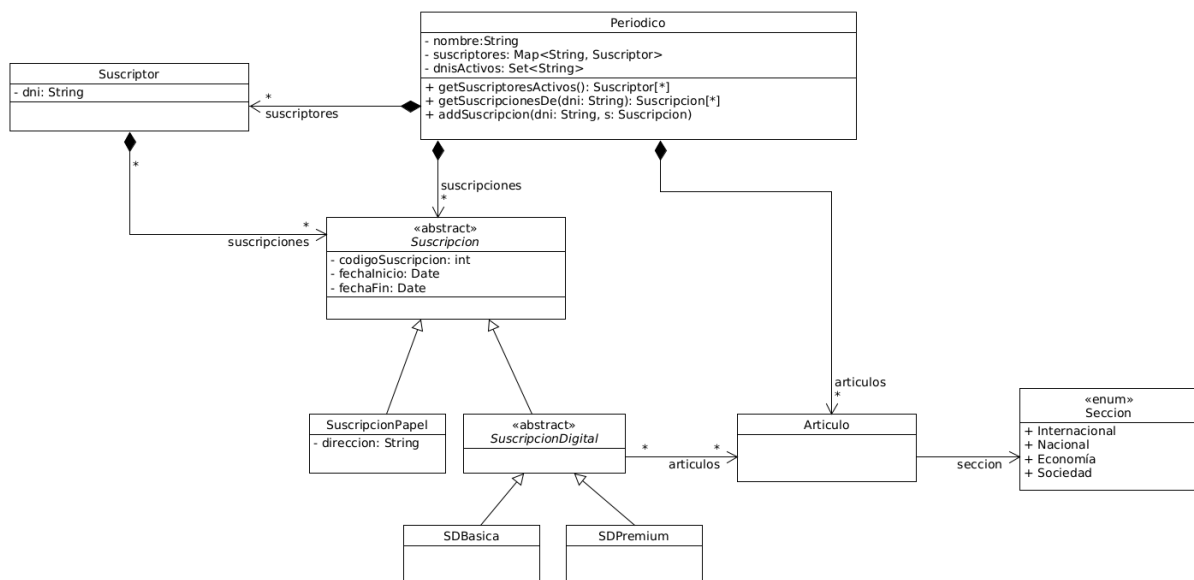 Periodico
- nombre:String
- suscriptores: Map<String, Suscriptor>
- dnisActivos: Set<String>
+ getSuscriptoresActivos(): Suscriptor[*]
+ getSuscripcionesDe(dni: String): Suscripcion[*]
+ addSuscripcion(dni: String, s: Suscripcion)
Suscriptor
- dni: String
*
suscriptores
*
suscripciones
*
*
suscripciones
«abstract»
Suscripcion
- codigoSuscripcion: int
- fechaInicio: Date
- fechaFin: Date
articulos
*
SuscripcionPapel
- direccion: String
«abstract»
SuscripcionDigital
*
*
articulos
Articulo
seccion
«enum»
Seccion
+ Internacional
+ Nacional
+ Economía
+ Sociedad
SDBasica
SDPremium